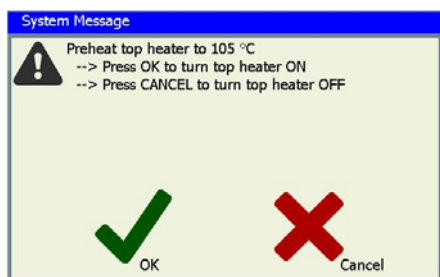 System Message
Preheat top heater to 105 °C
--> Press OK to turn top heater ON
--> Press CANCEL to turn top heater OFF
OK
Cancel